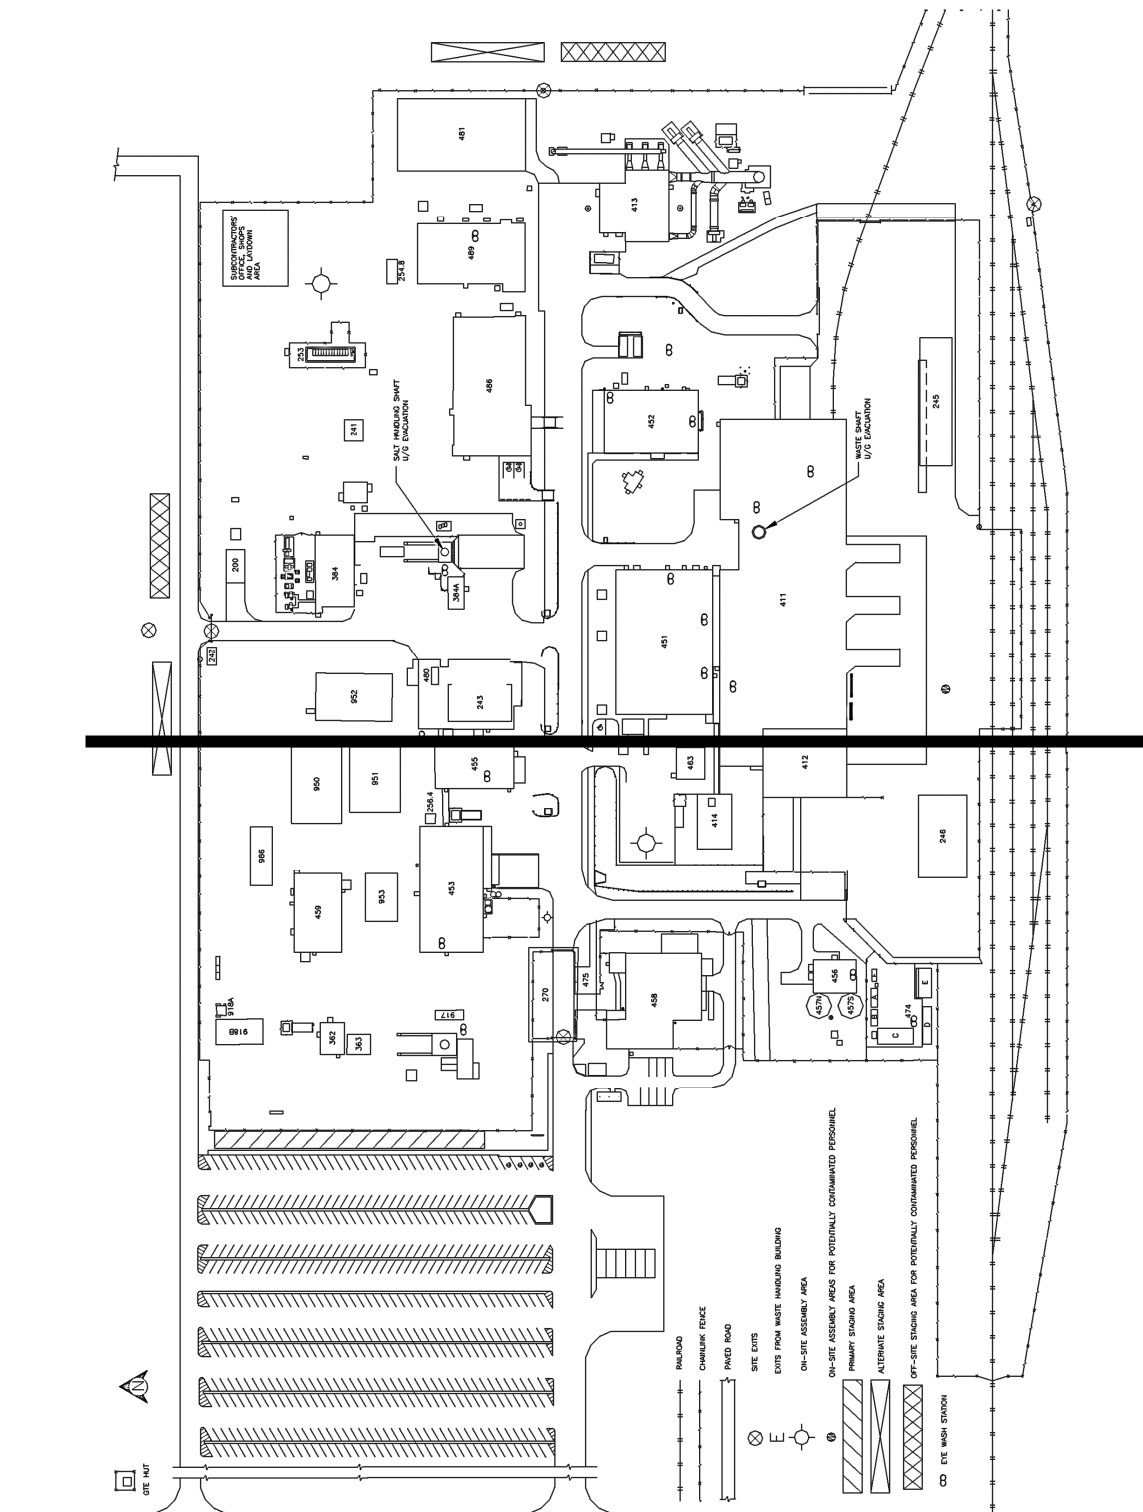 481
SUBCONTRACTORS'
OFFICE, SHOPS
AND LAYDOWN
AREA
413
489
254.8
253
486
SALT HANDLING SHAFT
U/G EVACUATION
241
452
WASTE SHAFT
U/G EVACUATION
245
200
384
384A
411
451
242
952
480
243
950
951
455
463
412
256.4
414
246
986
453
459
953
918A
918B
362
363
917
270
475
458
456
457N
457S
474
A
B
C
D
E
F
N
GTE HUT
RAILROAD
CHAINLINK FENCE
PAVED ROAD
SITE EXITS
E
EXITS FROM WASTE HANDLING BUILDING
ON-SITE ASSEMBLY AREA
ON-SITE ASSEMBLY AREAS FOR POTENTIALLY CONTAMINATED PERSONNEL
PRIMARY STAGING AREA
ALTERNATE STAGING AREA
OFF-SITE STAGING AREA FOR POTENTIALLY CONTAMINATED PERSONNEL
EYE WASH STATION